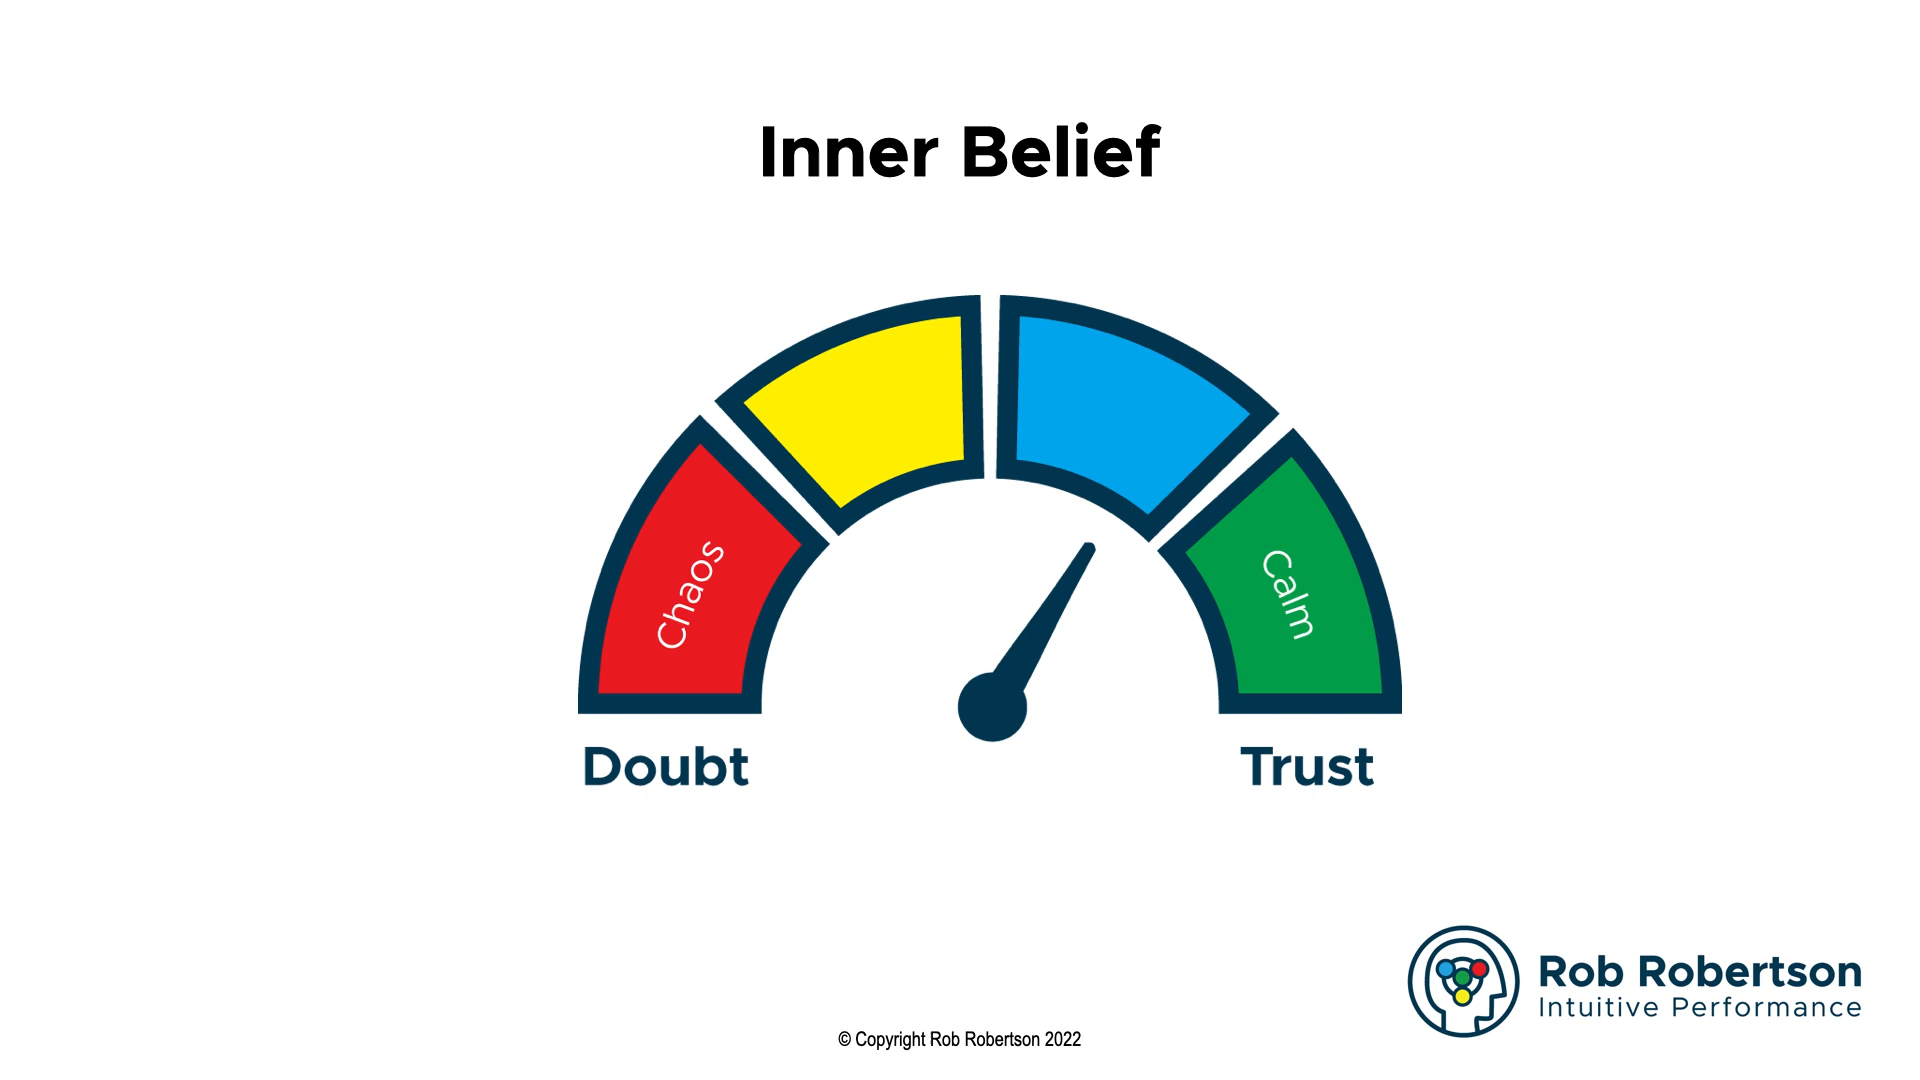 Inner Belief
Chaos
Calm
Doubt
Trust
Rob Robertson
Intuitive Performance
© Copyright Rob Robertson 2022